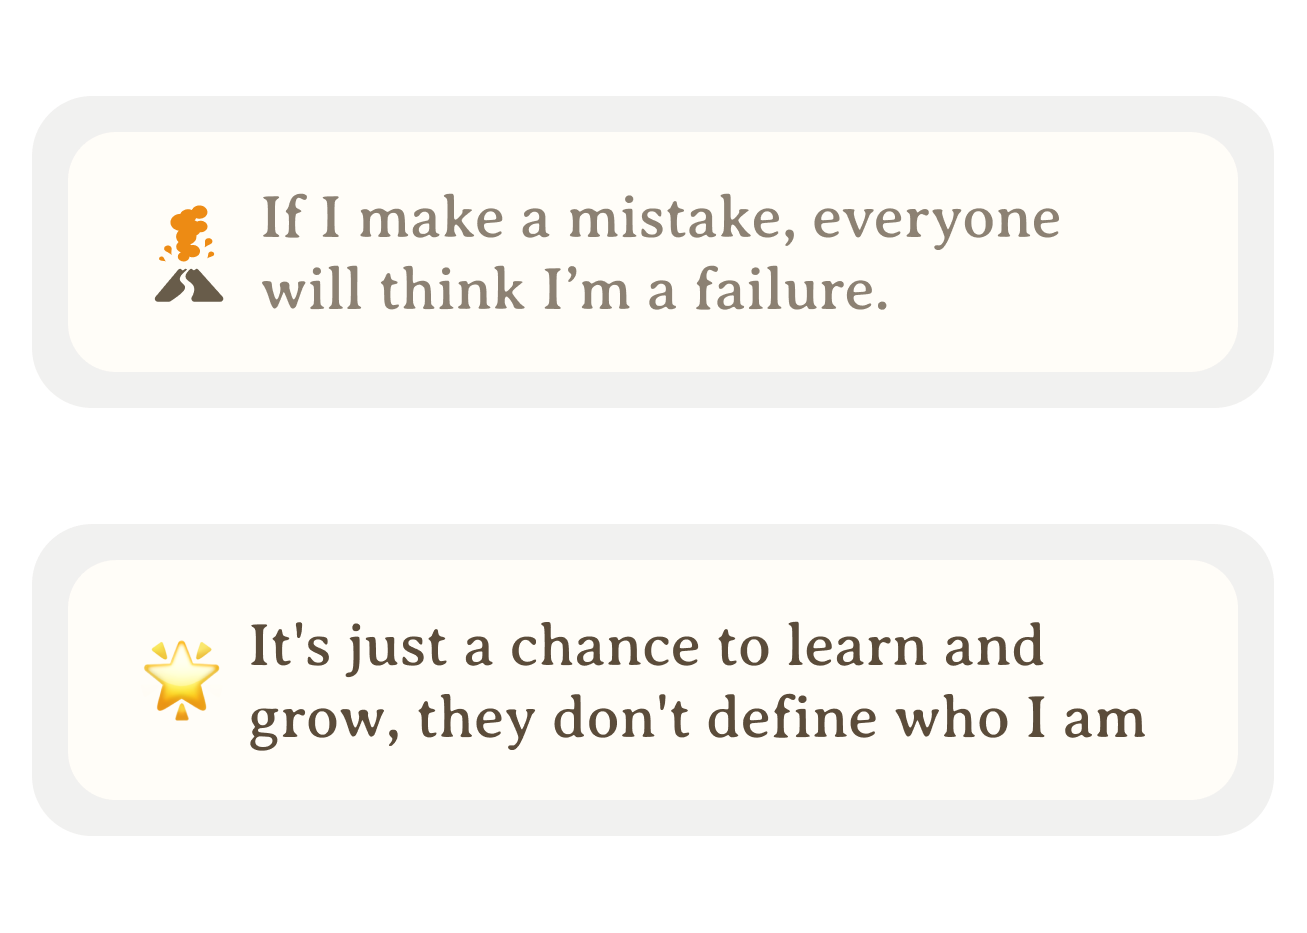 If I make a mistake, everyone
will think I’m a failure.
It's just a chance to learn and
grow, they don't define who I am